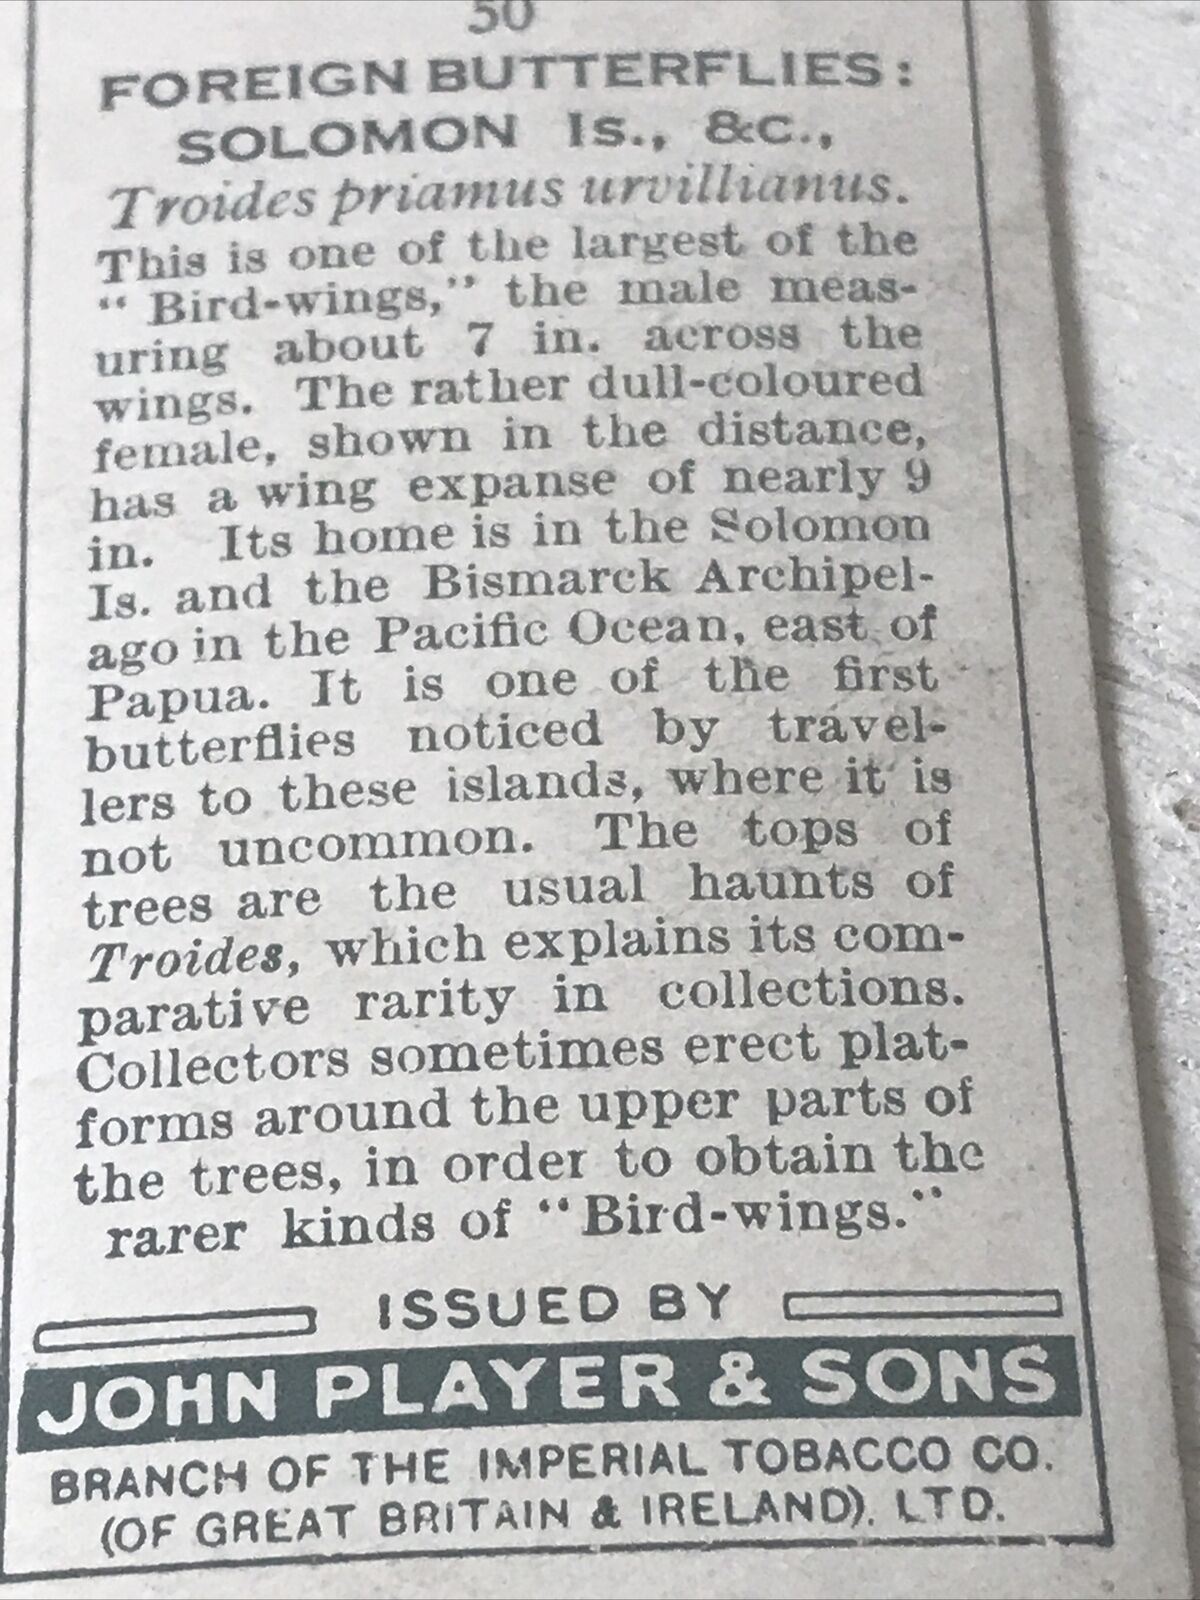 50
FOREIGN BUTTERFLIES:
SOLOMON Is., &c.,
Troides priamus urvillianus.
This is one of the largest of the
“Bird-wings,” the male meas-
uring about 7 in. across the
wings. The rather dull-coloured
female, shown in the distance,
has a wing expanse of nearly 9
in. Its home is in the Solomon
Is. and the Bismarck Archipel-
ago in the Pacific Ocean, east of
Papua. It is one of the first
butterflies noticed by travel-
lers to these islands, where it is
not uncommon. The tops of
trees are the usual haunts of
Troides, which explains its com-
parative rarity in collections.
Collectors sometimes erect plat-
forms around the upper parts of
the trees, in order to obtain the
rarer kinds of “Bird-wings.”
ISSUED BY
JOHN PLAYER & SONS
BRANCH OF THE IMPERIAL TOBACCO CO.
(OF GREAT BRITAIN & IRELAND), LTD.